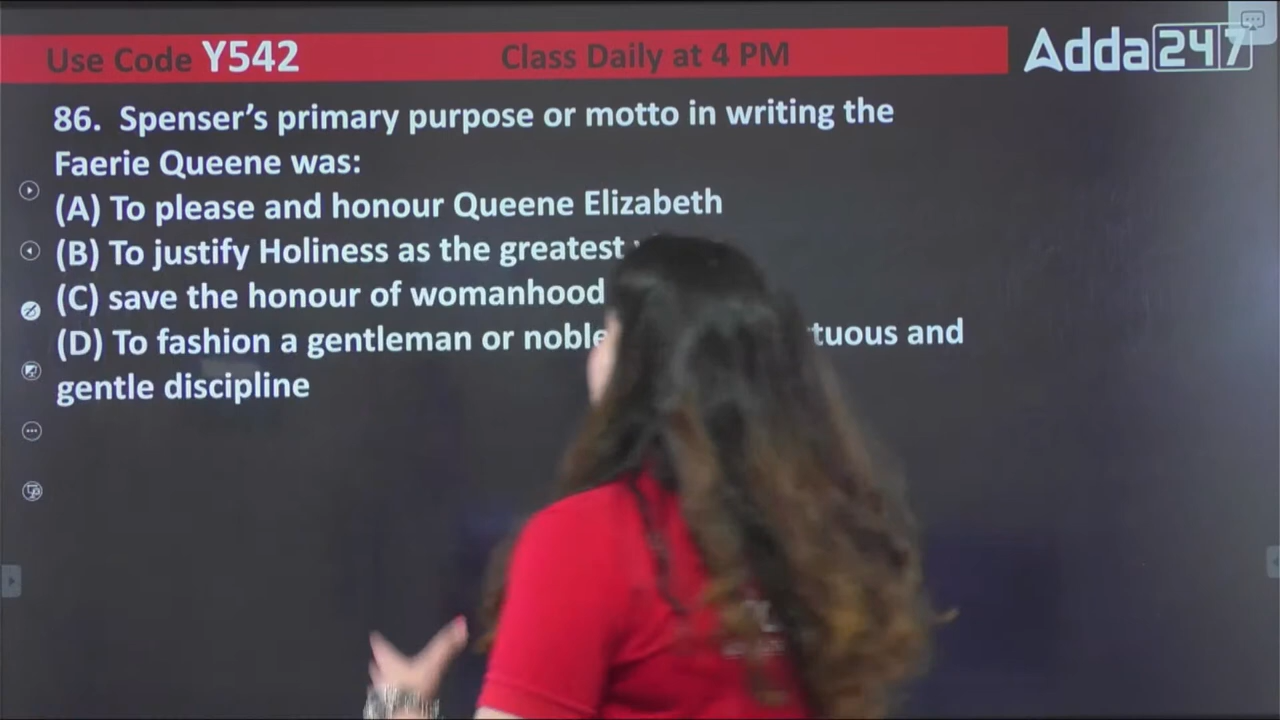 Use Code Y542 Class Daily at 4 PM Adda247
86. Spenser's primary purpose or motto in writing the
Faerie Queene was:
(A) To please and honour Queene Elizabeth
(B) To justify Holiness as the greatest
(C) save the honour of womanhood
(D) To fashion a gentleman or noble tuous and
gentle discipline